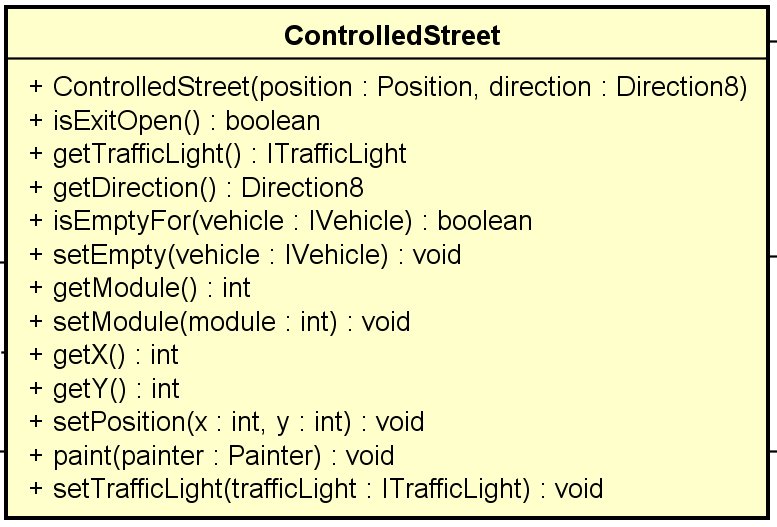 ControlledStreet
+ ControlledStreet(position : Position, direction : Direction8)
+ isExitOpen() : boolean
+ getTrafficLight() : ITrafficLight
+ getDirection() : Direction8
+ isEmptyFor(vehicle : IVehicle) : boolean
+ setEmpty(vehicle : IVehicle) : void
+ getModule() : int
+ setModule(module : int) : void
+ getX() : int
+ getY() : int
+ setPosition(x : int, y : int) : void
+ paint(painter : Painter) : void
+ setTrafficLight(trafficLight : ITrafficLight) : void